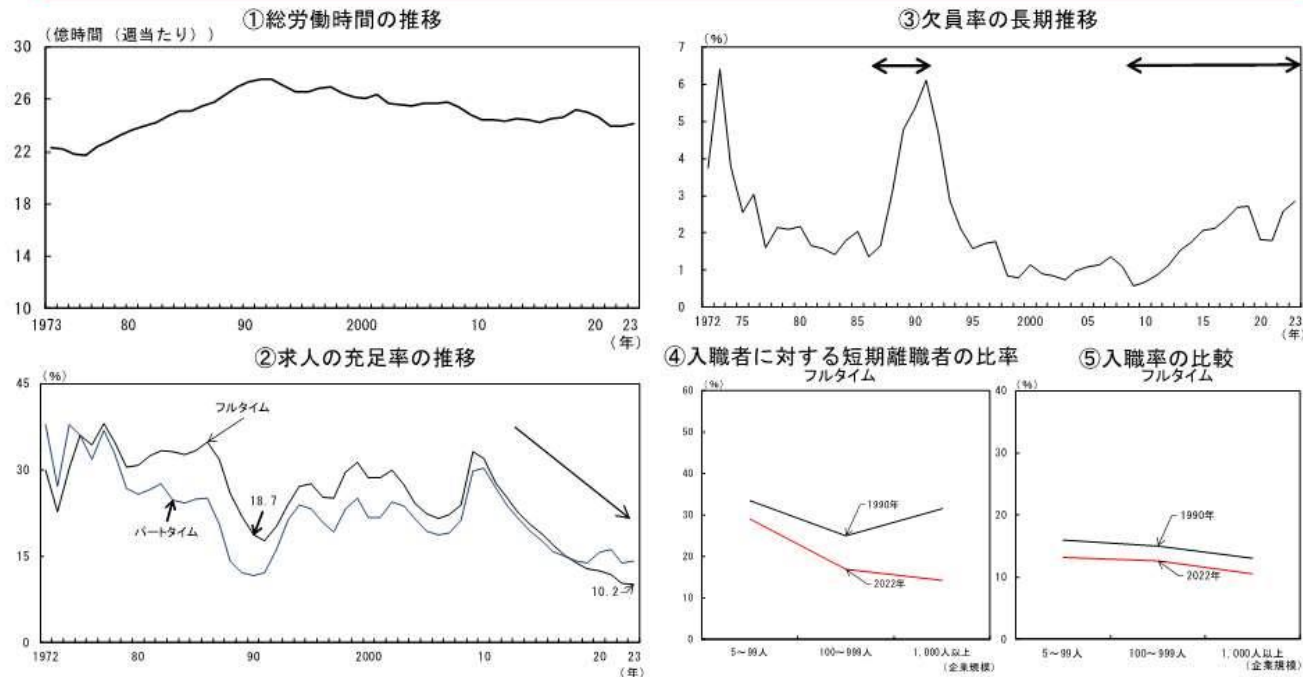 ①総労働時間の推移
(億時間(週当たり))
30
26
22
18
14
10
1973 80 90 2000 10 20 23
(年)
③欠員率の長期推移
(%)
7
6
5
4
3
2
1
0
1972 75 80 85 90 95 2000 05 10 15 20 23
(年)
②求人の充足率の推移
(%)
45
30
15
0
フルタイム
パートタイム
18.7
10.2
1972 80 90 2000 10 20 23
(年)
④入職者に対する短期離職者の比率
フルタイム
(%)
60
50
40
30
20
10
0
1990年
2022年
5~99人 100~999人 1,000人以上
(企業規模)
⑤入職率の比較
フルタイム
(%)
40
30
20
10
0
1990年
2022年
5~99人 100~999人 1,000人以上
(企業規模)